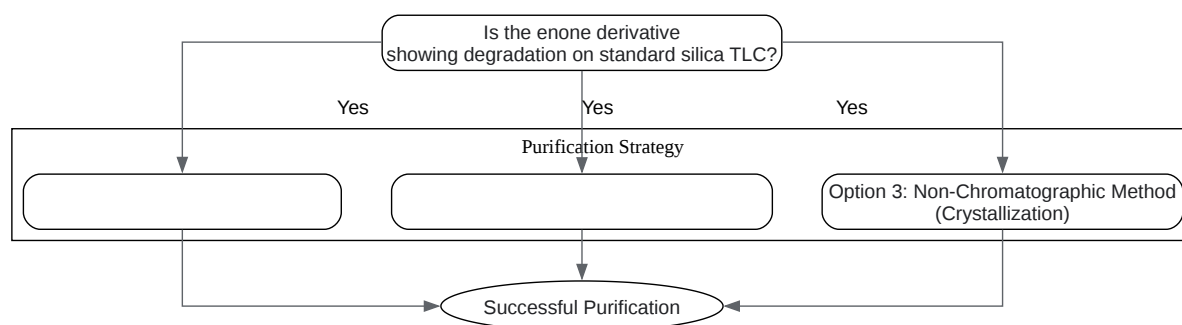 Is the enone derivative
showing degradation on standard silica TLC?
Yes
Yes
Yes
Purification Strategy
Option 3: Non-Chromatographic Method
(Crystallization)
Successful Purification